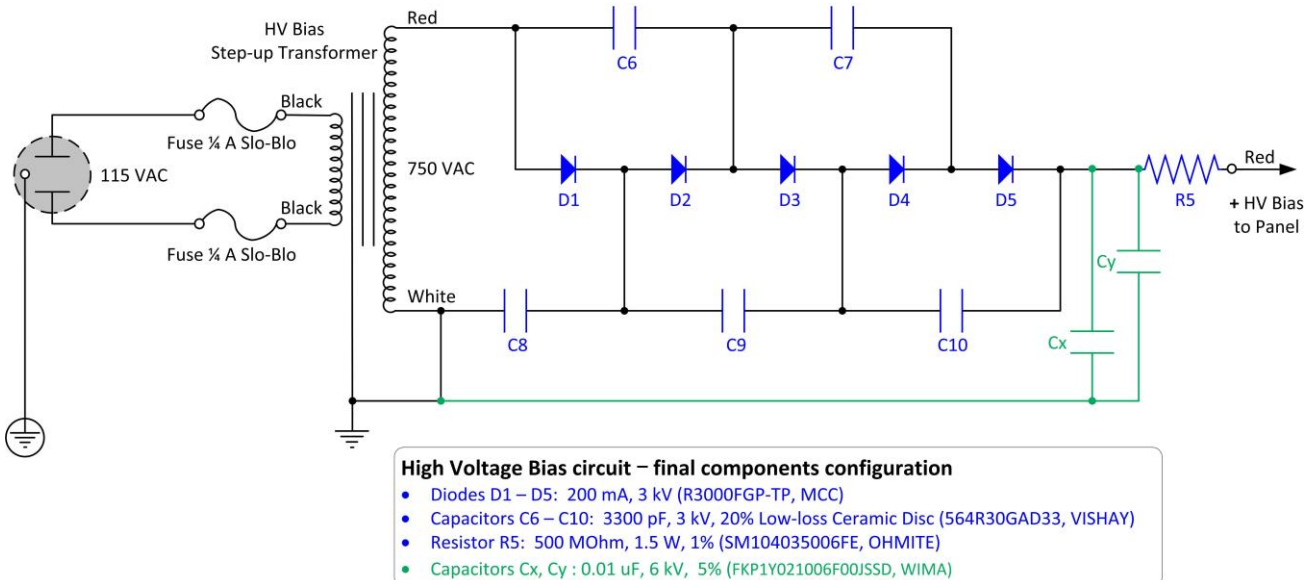 HV Bias
Step-up Transformer
Red
C6
C7
Black
Fuse ¼ A Slo-Blo
115 VAC
750 VAC
D1
D2
D3
D4
D5
Red
R5
+ HV Bias
to Panel
Black
Fuse ¼ A Slo-Blo
Cy
White
C8
C9
C10
Cx
High Voltage Bias circuit – final components configuration
• Diodes D1 – D5: 200 mA, 3 kV (R3000FGP-TP, MCC)
• Capacitors C6 – C10: 3300 pF, 3 kV, 20% Low-loss Ceramic Disc (564R30GAD33, VISHAY)
• Resistor R5: 500 MOhm, 1.5 W, 1% (SM104035006FE, OHMITE)
• Capacitors Cx, Cy : 0.01 uF, 6 kV, 5% (FKP1Y021006F00JSSD, WIMA)